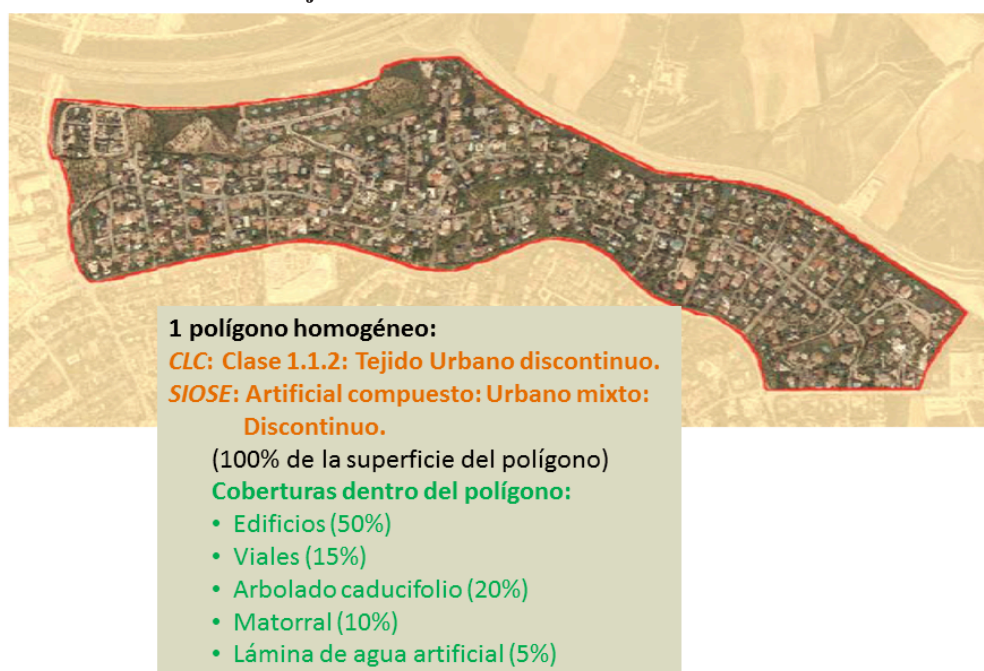 1 polígono homogéneo:
CLC: Clase 1.1.2: Tejido Urbano discontinuo.
SIOSE: Artificial compuesto: Urbano mixto:
Discontinuo.
(100% de la superficie del polígono)
Coberturas dentro del polígono:
• Edificios (50%)
• Viales (15%)
• Arbolado caducifolio (20%)
• Matorral (10%)
• Lámina de agua artificial (5%)